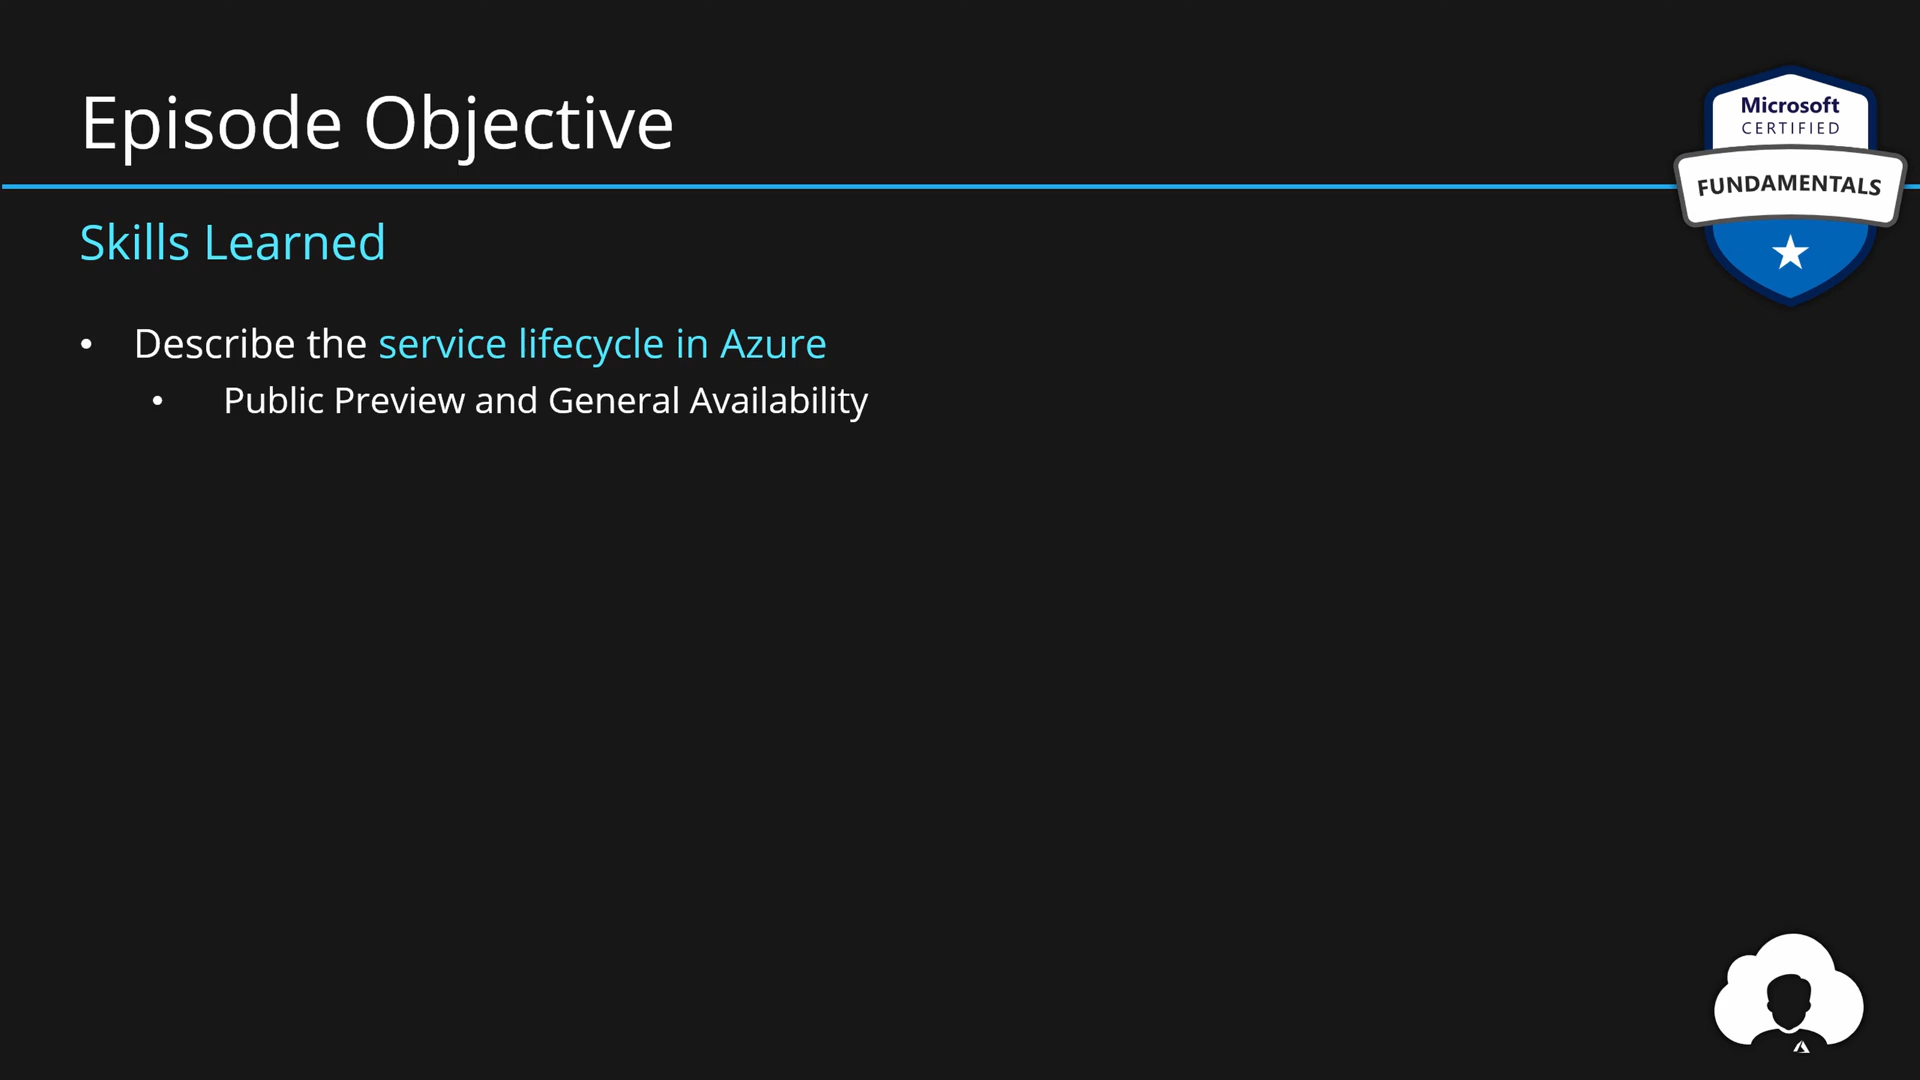 Episode Objective
Microsoft
CERTIFIED
FUNDAMENTALS
Skills Learned
• Describe the service lifecycle in Azure
• Public Preview and General Availability